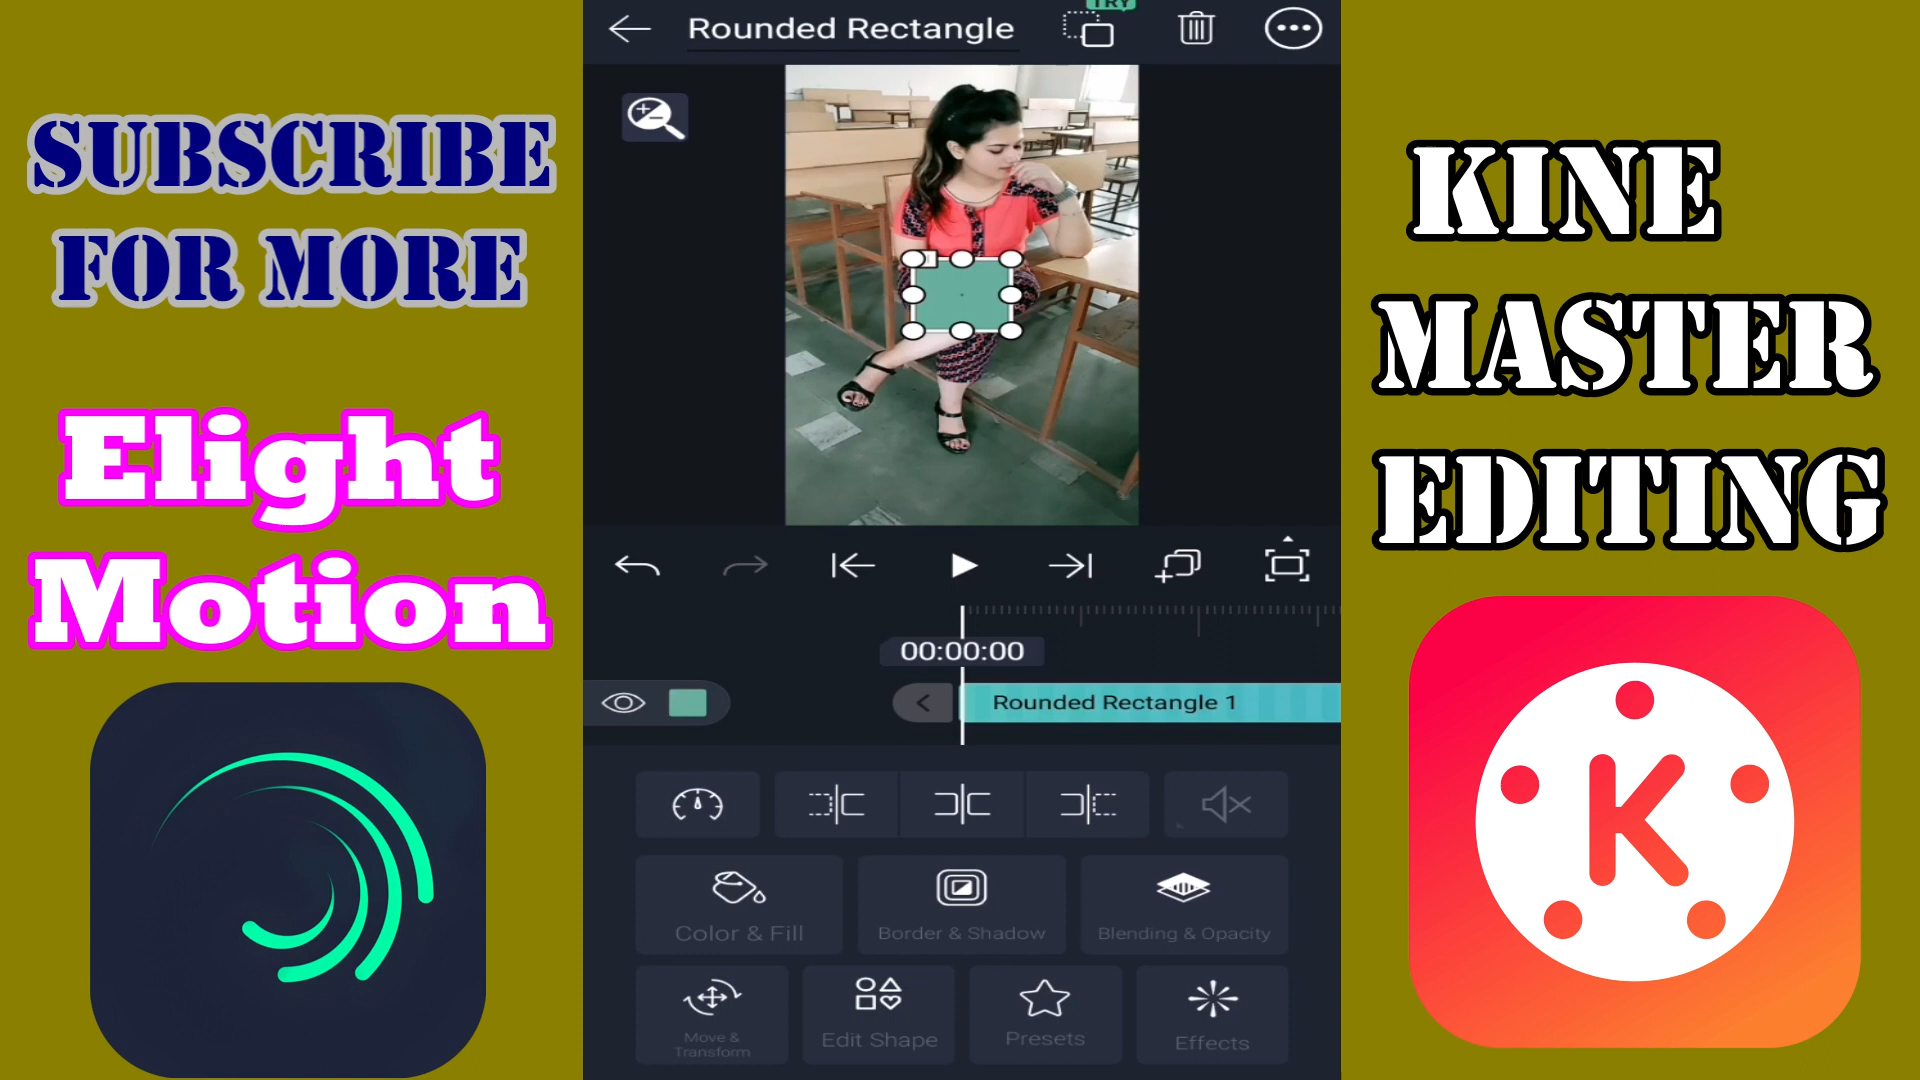 SUBSCRIBE
FOR MORE
Elight
Motion
TRY
Rounded Rectangle
00:00:00
Rounded Rectangle 1
Color & Fill
Border & Shadow
Blending & Opacity
Move &
Transform
Edit Shape
Presets
Effects
KINE
MASTER
EDITING
K